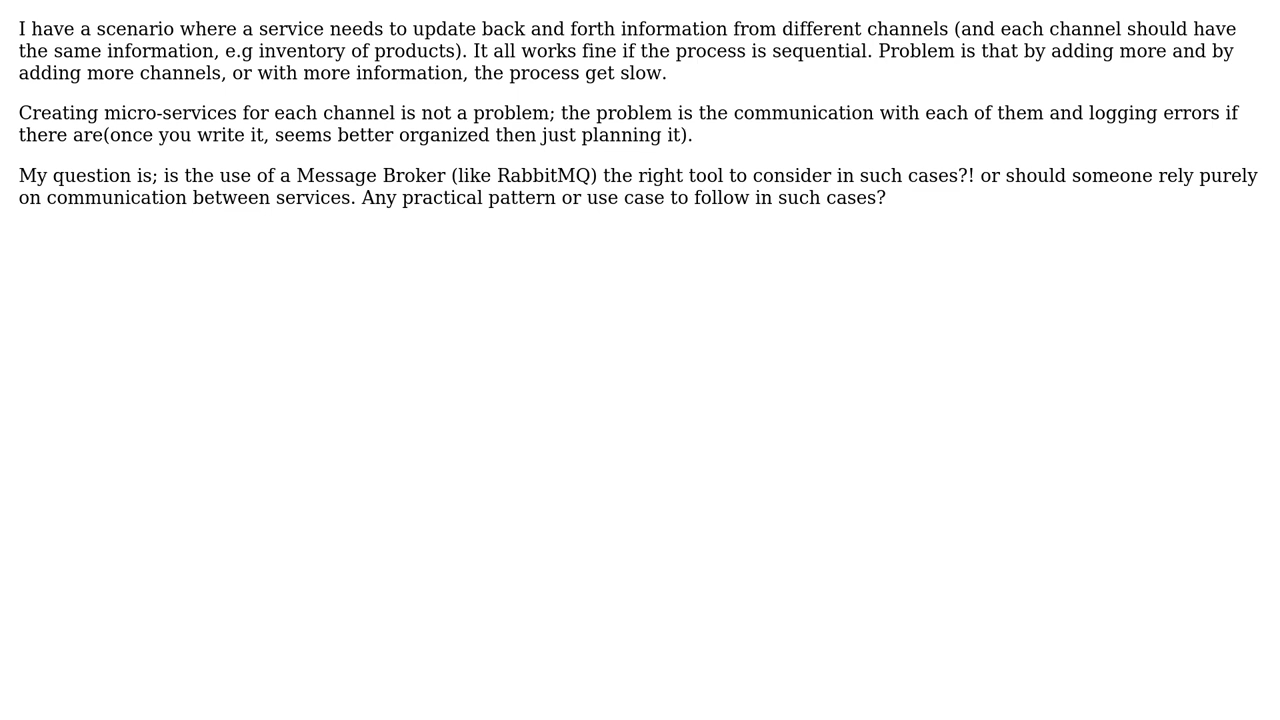 I have a scenario where a service needs to update back and forth information from different channels (and each channel should have
the same information, e.g inventory of products). It all works fine if the process is sequential. Problem is that by adding more and by
adding more channels, or with more information, the process get slow.
Creating micro-services for each channel is not a problem; the problem is the communication with each of them and logging errors if
there are(once you write it, seems better organized then just planning it).
My question is; is the use of a Message Broker (like RabbitMQ) the right tool to consider in such cases?! or should someone rely purely
on communication between services. Any practical pattern or use case to follow in such cases?